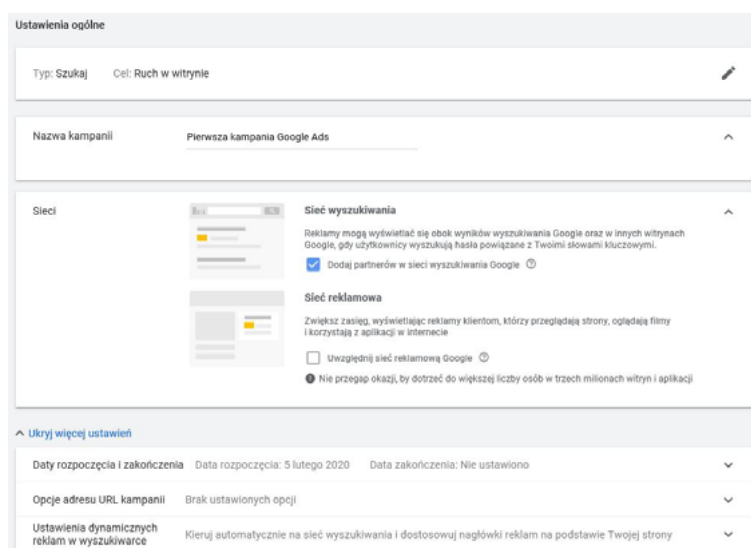 Ustawienia ogólne
Typ: Szukaj Cel: Ruch w witrynie
Nazwa kampanii Pierwsza kampania Google Ads
Sieci
Sieć wyszukiwania
Reklamy mogą wyświetlać się obok wyników wyszukiwania Google oraz w innych witrynach
Google, gdy użytkownicy wyszukują hasła powiązane z Twoimi słowami kluczowymi.
Dodaj partnerów w sieci wyszukiwania Google
Sieć reklamowa
Zwiększ zasięg, wyświetlając reklamy klientom, którzy przeglądają strony, oglądają filmy
i korzystają z aplikacji w internecie
Uwzględnij sieć reklamową Google
Nie przegap okazji, by dotrzeć do większej liczby osób w trzech milionach witryn i aplikacji
Ukryj więcej ustawień
Daty rozpoczęcia i zakończenia Data rozpoczęcia: 5 lutego 2020 Data zakończenia: Nie ustawiono
Opcje adresu URL kampanii Brak ustawionych opcji
Ustawienia dynamicznych
reklam w wyszukiwarce Kieruj automatycznie na sieć wyszukiwania i dostosowuj nagłówki reklam na podstawie Twojej strony